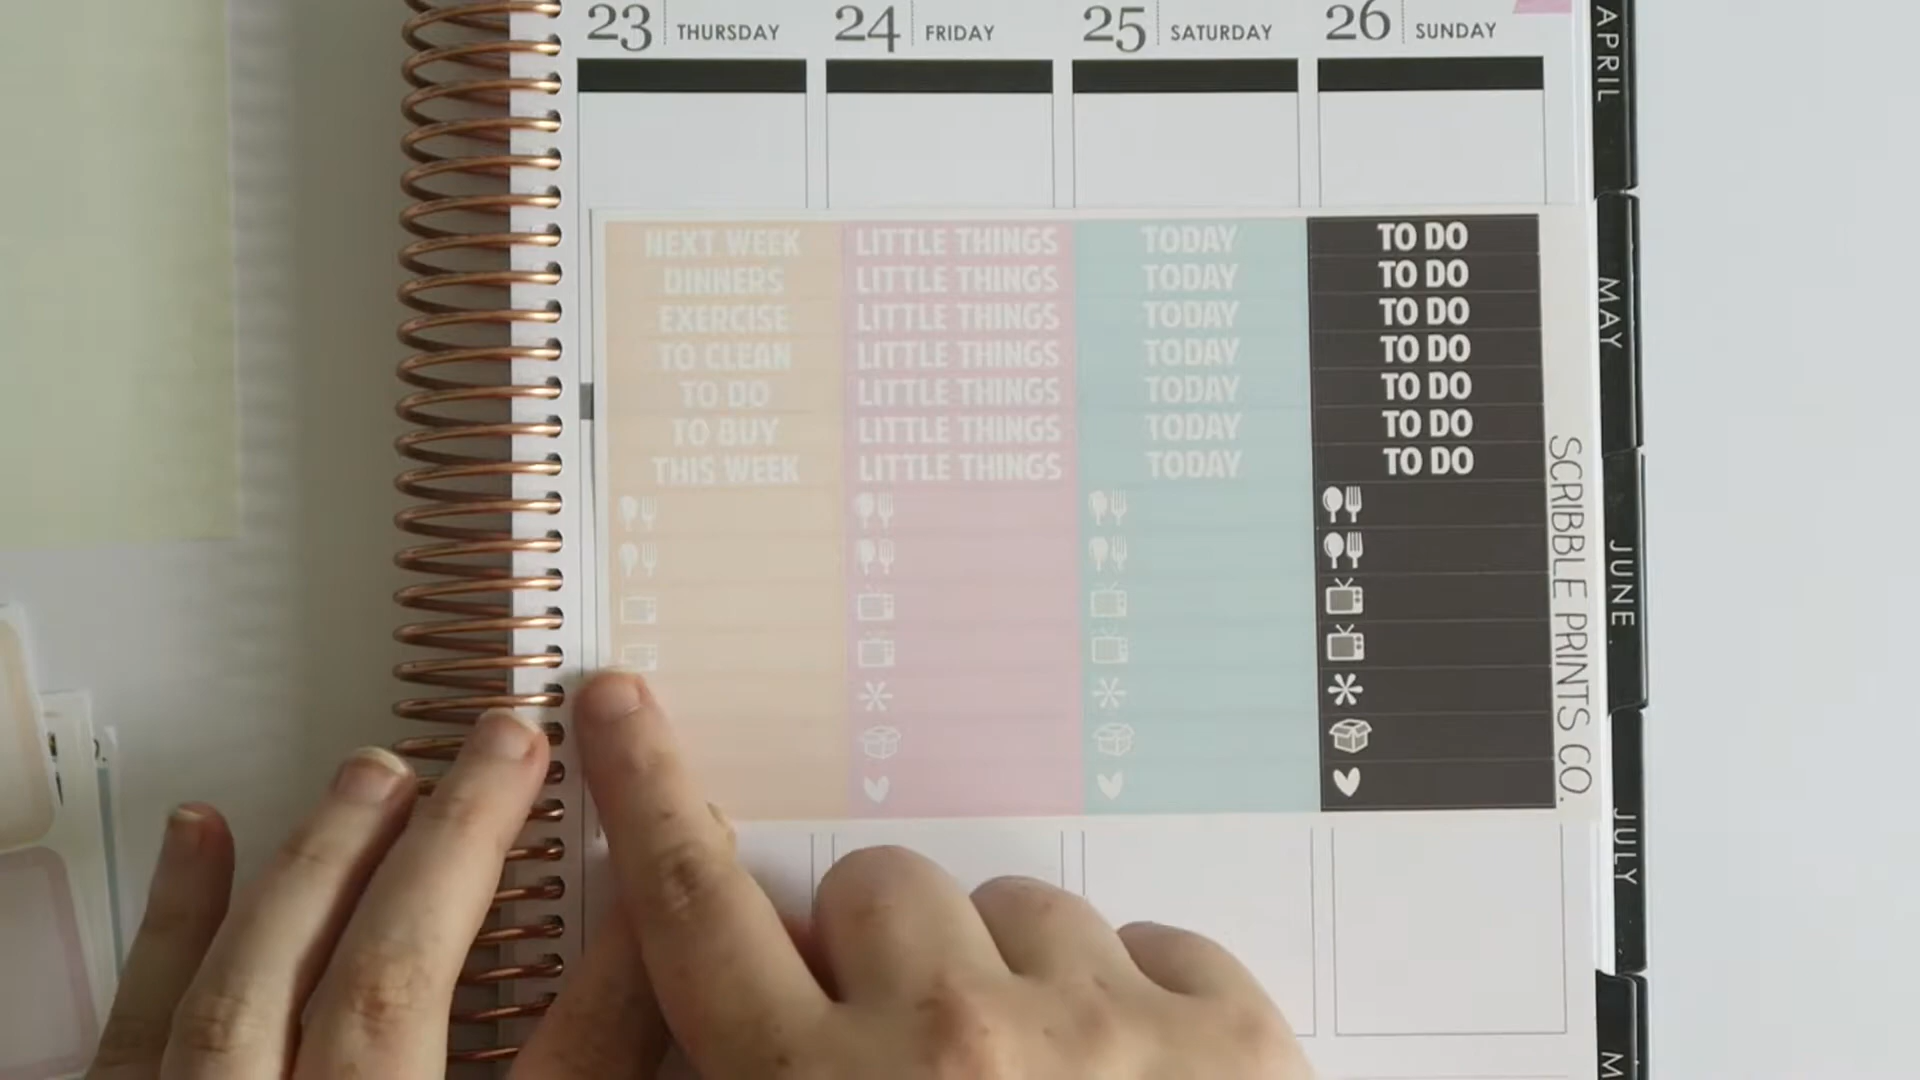 23 THURSDAY 24 FRIDAY 25 SATURDAY 26 SUNDAY
NEXT WEEK LITTLE THINGS TODAY TO DO
DINNERS LITTLE THINGS TODAY TO DO
EXERCISE LITTLE THINGS TODAY TO DO
TO CLEAN LITTLE THINGS TODAY TO DO
TO DO LITTLE THINGS TODAY TO DO
TO BUY LITTLE THINGS TODAY TO DO
THIS WEEK LITTLE THINGS TODAY TO DO
SCRIBBLE PRINTS CO.
APRIL
MAY
JUNE
JULY
M